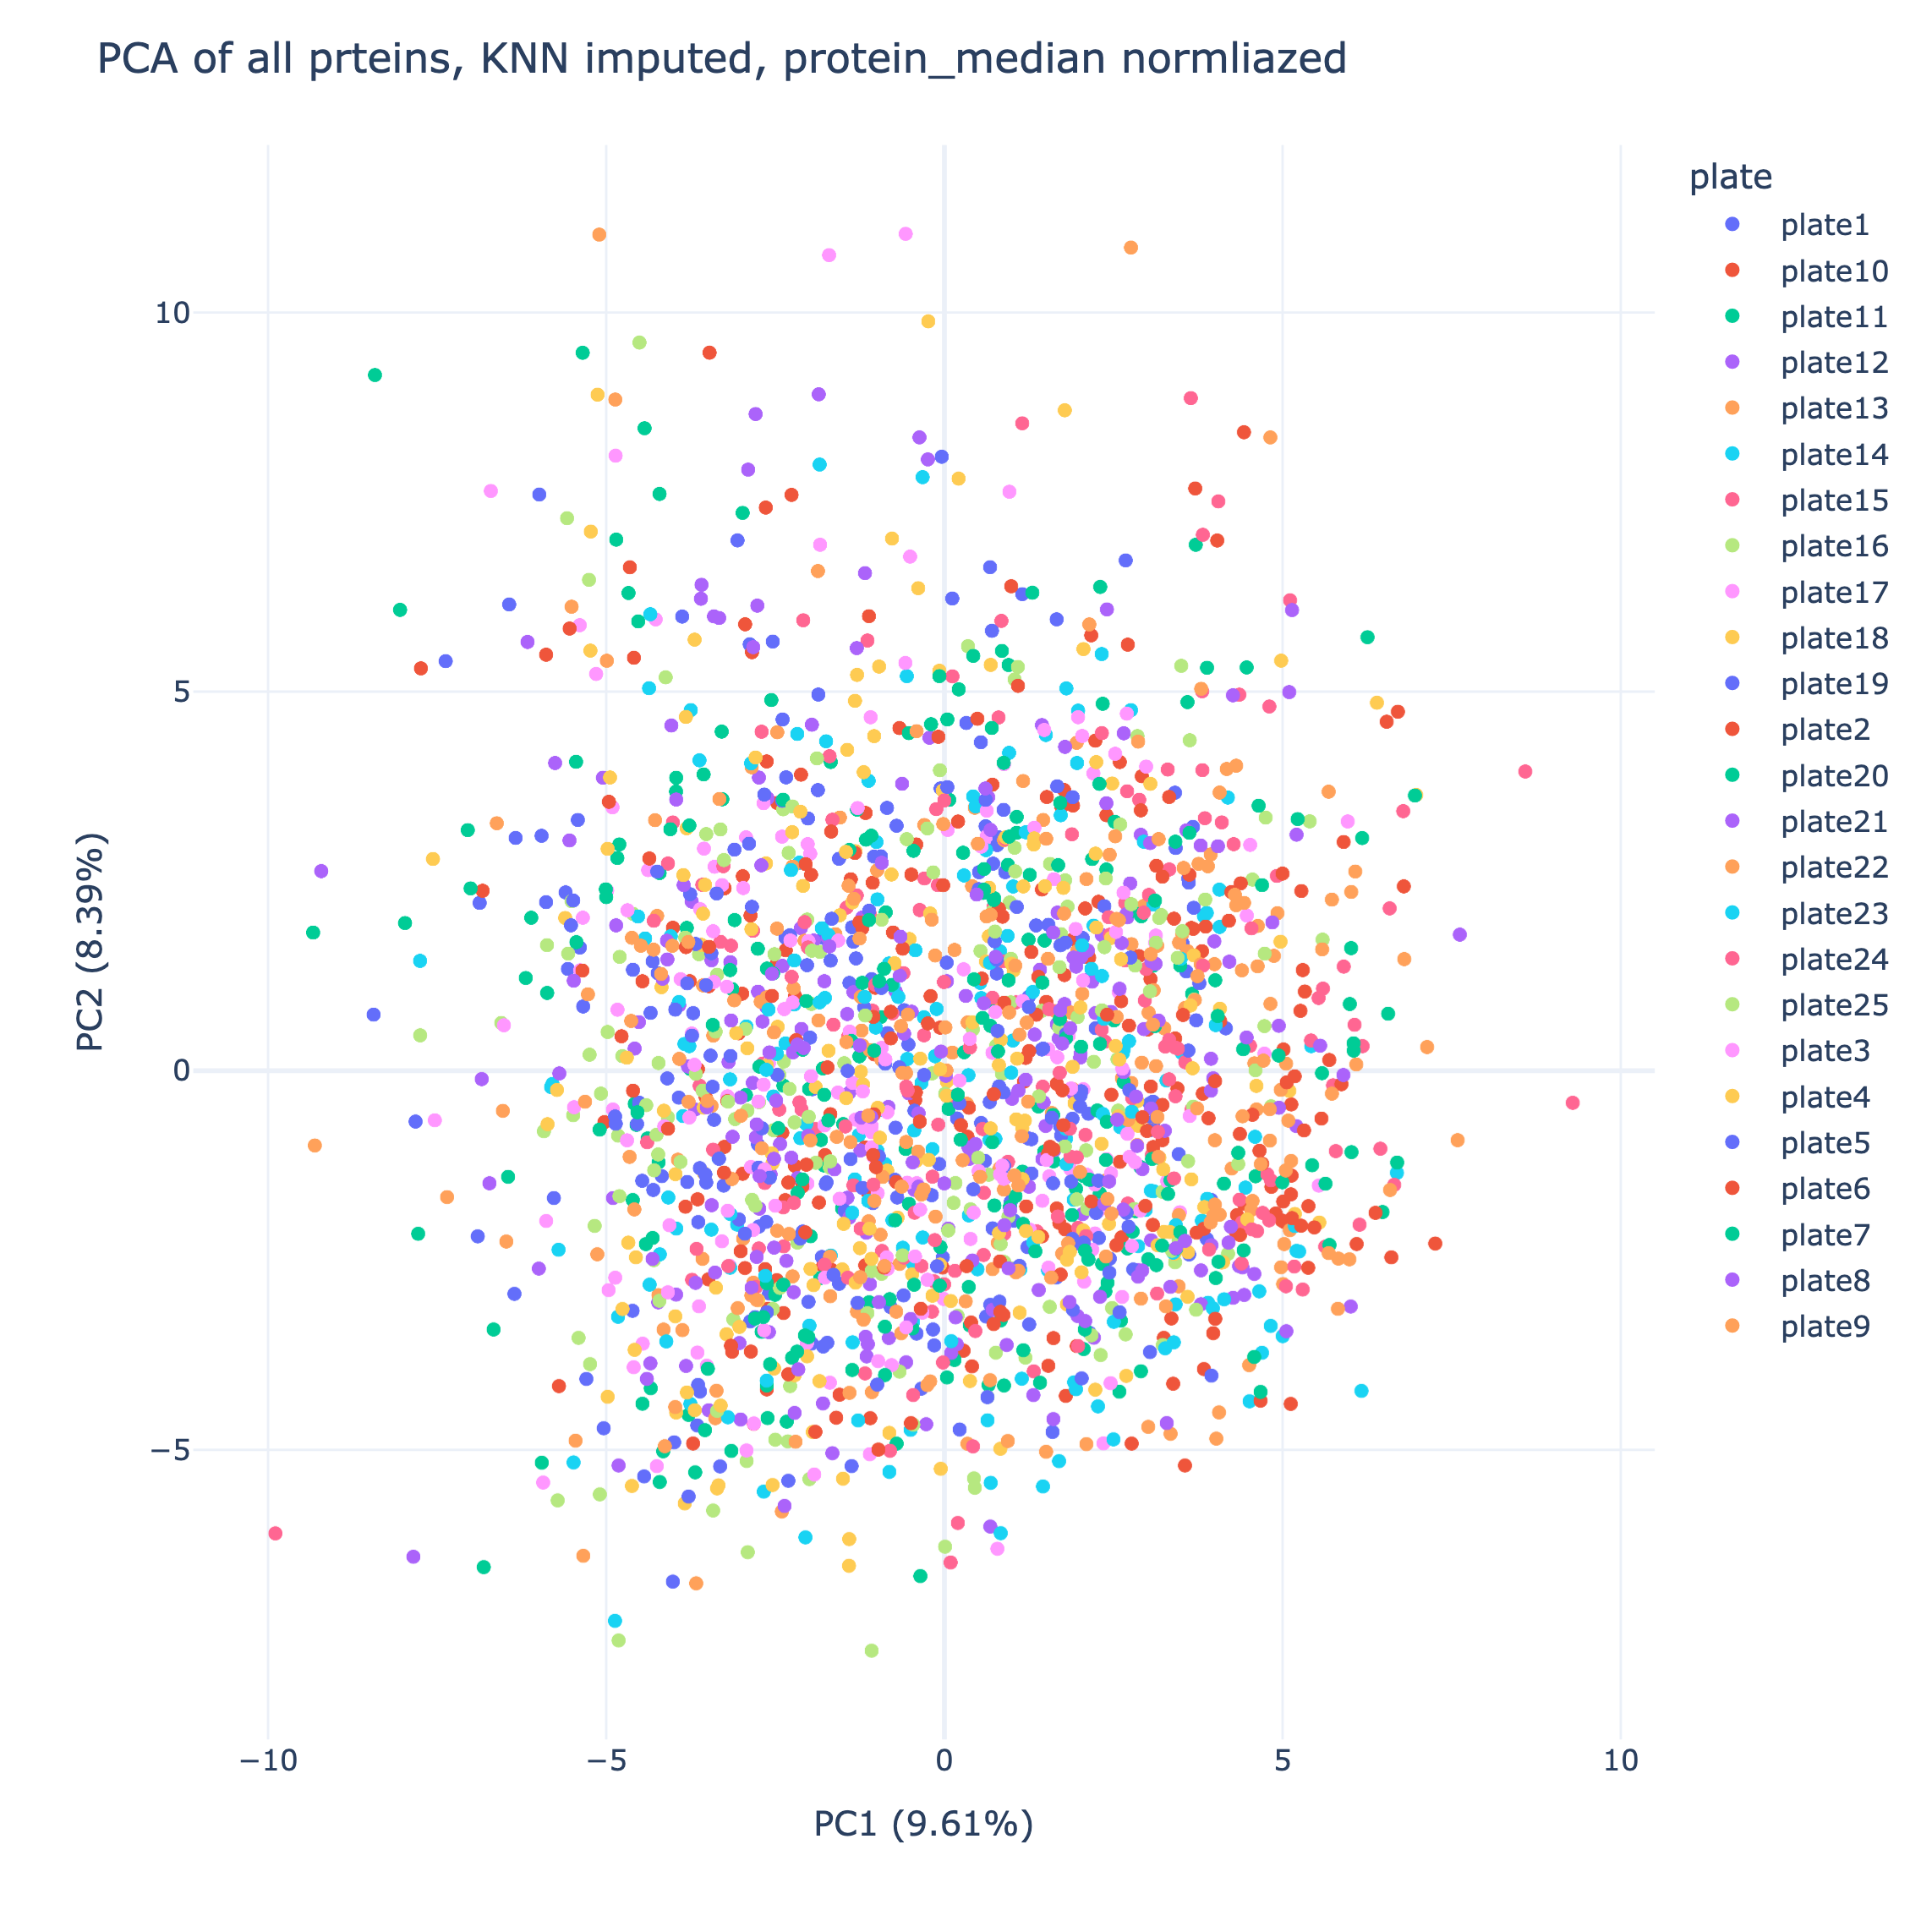 PCA of all prteins, KNN imputed, protein_median normliazed
plate
plate1
plate10
plate11
plate12
plate13
plate14
plate15
plate16
plate17
plate18
plate19
plate2
plate20
plate21
plate22
plate23
plate24
plate25
plate3
plate4
plate5
plate6
plate7
plate8
plate9
10
5
0
−5
PC2 (8.39%)
−10
−5
0
5
10
PC1 (9.61%)